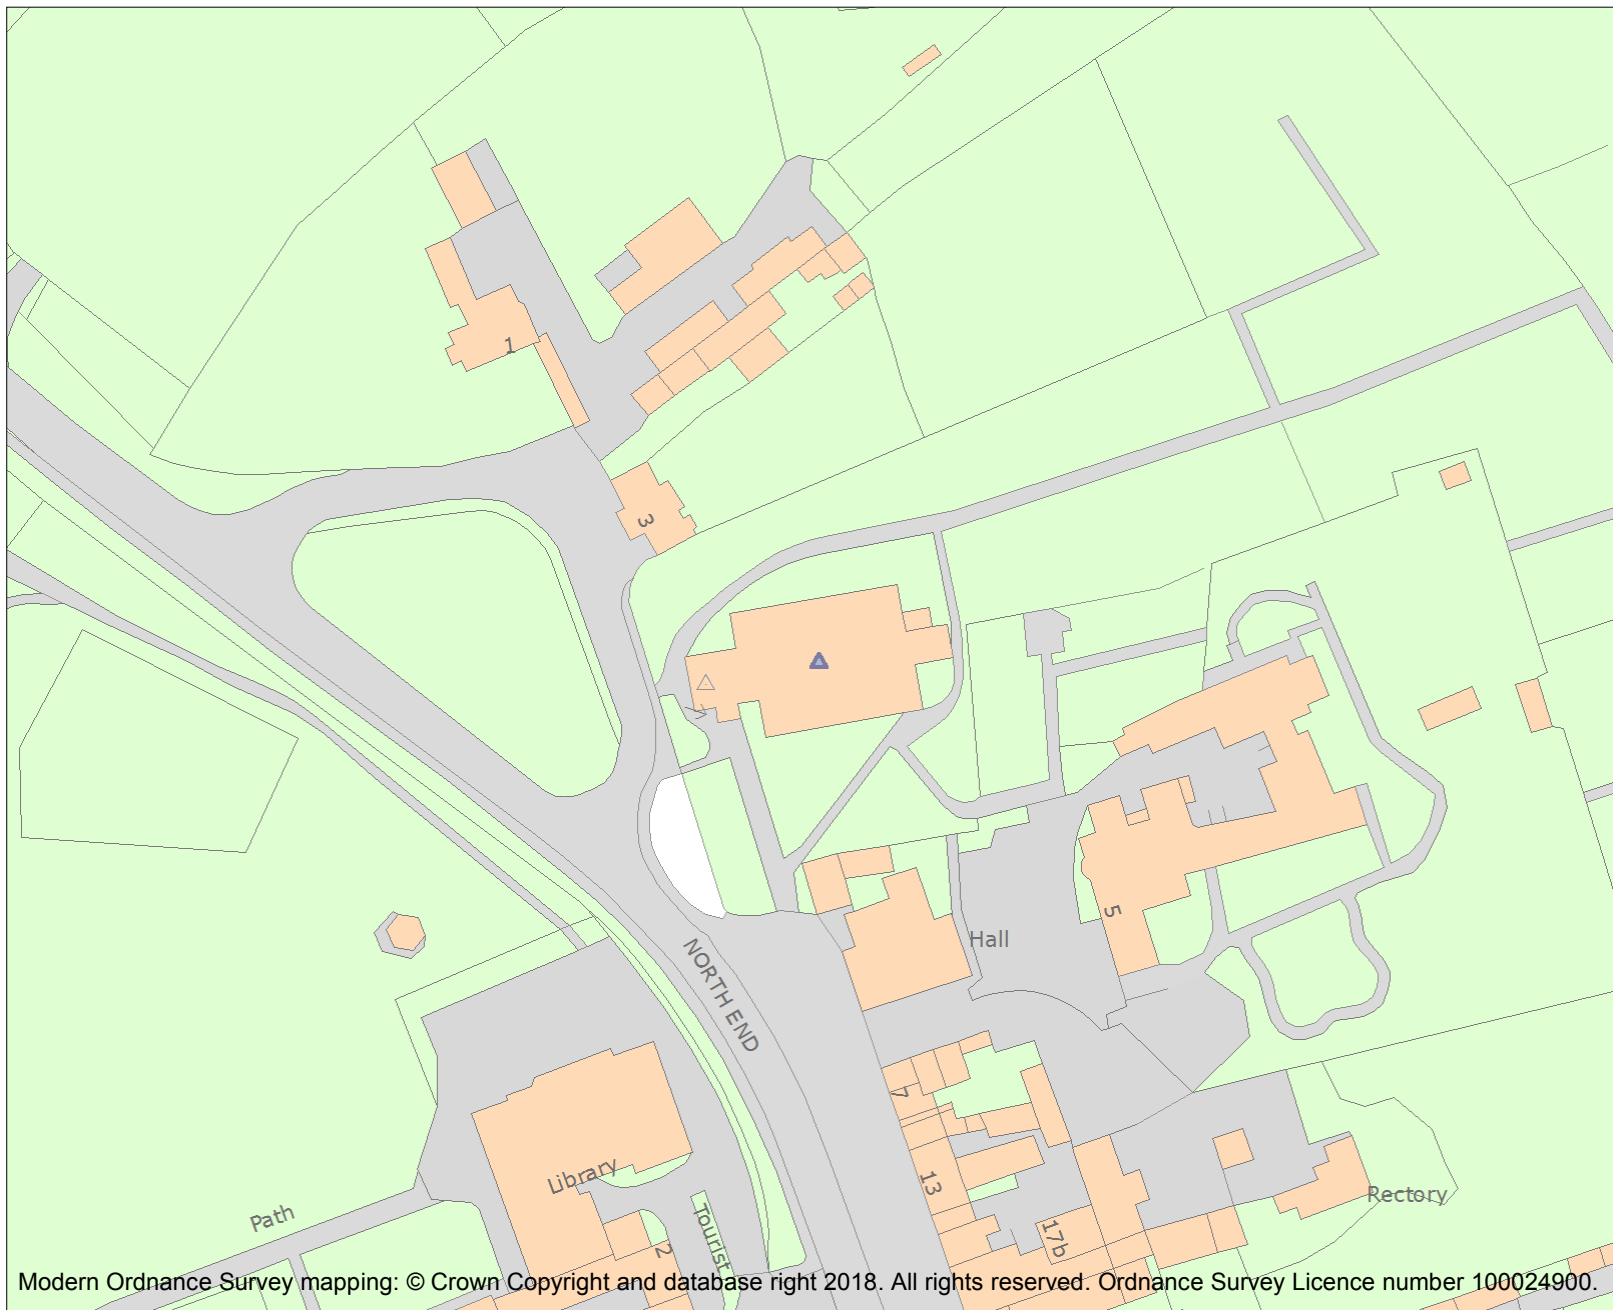 1
3
5
Hall
NORTH END
7
13
17b
Rectory
Library
Path
2
Tourist
Modern Ordnance Survey mapping: © Crown Copyright and database right 2018. All rights reserved. Ordnance Survey Licence number 100024900.